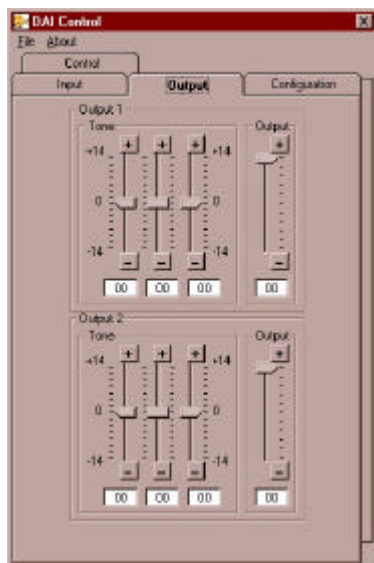 DAI Control
File About
Control
Input Output Configuration
Output 1
Tone Output
+ + + +
+14 +14
0 0
-14 -14
- - - -
00 00 00 00
Output 2
Tone Output
+ + + +
+14 +14
0 0
-14 -14
- - - -
00 00 00 00